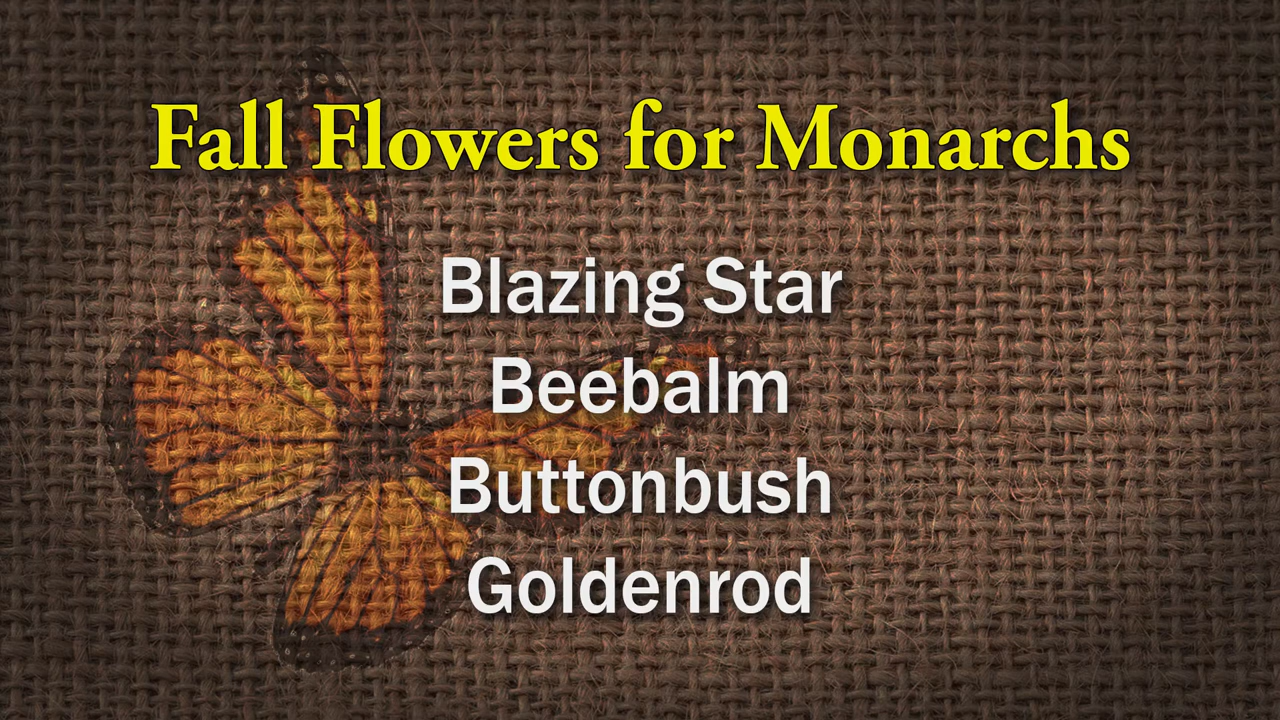 Fall Flowers for Monarchs
Blazing Star
Beebalm
Buttonbush
Goldenrod